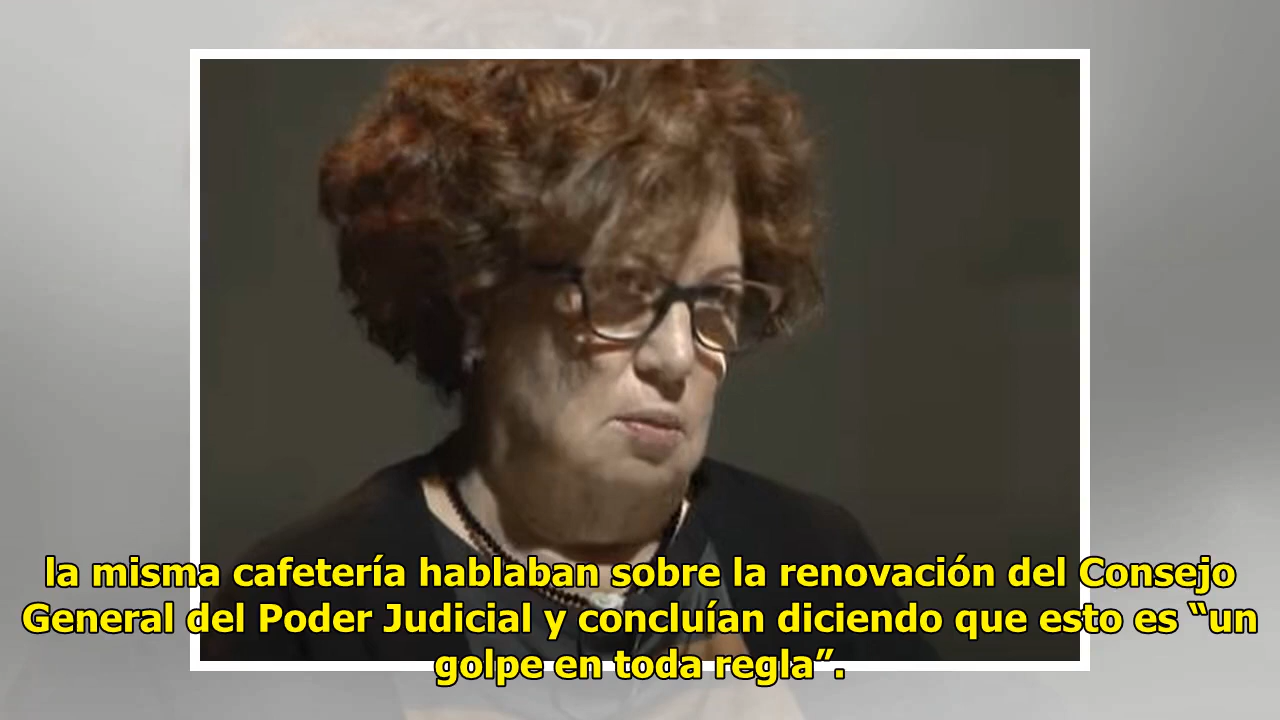 la misma cafetería hablaban sobre la renovación del Consejo
General del Poder Judicial y concluían diciendo que esto es “un
golpe en toda regla”.